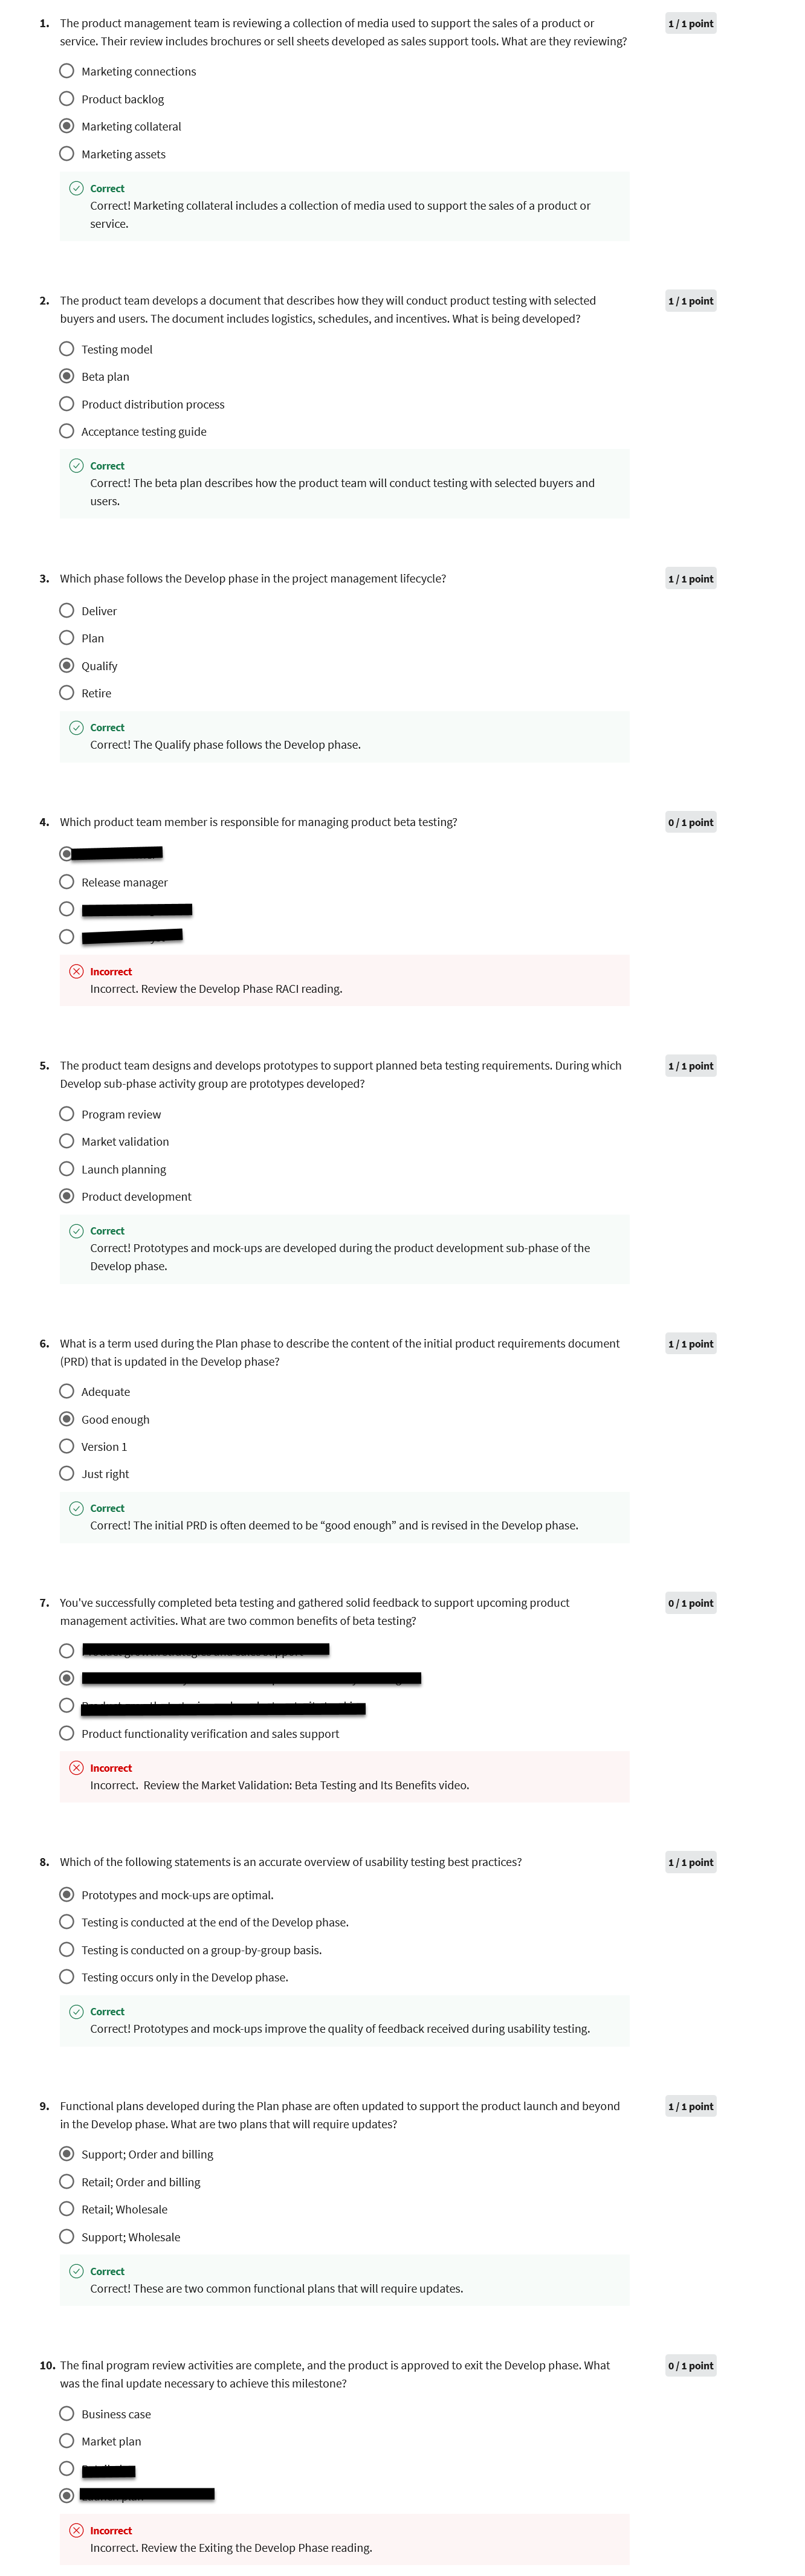 1. The product management team is reviewing a collection of media used to support the sales of a product or
service. Their review includes brochures or sell sheets developed as sales support tools. What are they reviewing?
1 / 1 point
Marketing connections
Product backlog
Marketing collateral
Marketing assets
Correct
Correct! Marketing collateral includes a collection of media used to support the sales of a product or
service.
2. The product team develops a document that describes how they will conduct product testing with selected
buyers and users. The document includes logistics, schedules, and incentives. What is being developed?
1 / 1 point
Testing model
Beta plan
Product distribution process
Acceptance testing guide
Correct
Correct! The beta plan describes how the product team will conduct testing with selected buyers and
users.
3. Which phase follows the Develop phase in the project management lifecycle?
1 / 1 point
Deliver
Plan
Qualify
Retire
Correct
Correct! The Qualify phase follows the Develop phase.
4. Which product team member is responsible for managing product beta testing?
0 / 1 point
Release manager
Incorrect
Incorrect. Review the Develop Phase RACI reading.
5. The product team designs and develops prototypes to support planned beta testing requirements. During which
Develop sub-phase activity group are prototypes developed?
1 / 1 point
Program review
Market validation
Launch planning
Product development
Correct
Correct! Prototypes and mock-ups are developed during the product development sub-phase of the
Develop phase.
6. What is a term used during the Plan phase to describe the content of the initial product requirements document
(PRD) that is updated in the Develop phase?
1 / 1 point
Adequate
Good enough
Version 1
Just right
Correct
Correct! The initial PRD is often deemed to be “good enough” and is revised in the Develop phase.
7. You've successfully completed beta testing and gathered solid feedback to support upcoming product
management activities. What are two common benefits of beta testing?
0 / 1 point
Product functionality verification and sales support
Incorrect
Incorrect. Review the Market Validation: Beta Testing and Its Benefits video.
8. Which of the following statements is an accurate overview of usability testing best practices?
1 / 1 point
Prototypes and mock-ups are optimal.
Testing is conducted at the end of the Develop phase.
Testing is conducted on a group-by-group basis.
Testing occurs only in the Develop phase.
Correct
Correct! Prototypes and mock-ups improve the quality of feedback received during usability testing.
9. Functional plans developed during the Plan phase are often updated to support the product launch and beyond
in the Develop phase. What are two plans that will require updates?
1 / 1 point
Support; Order and billing
Retail; Order and billing
Retail; Wholesale
Support; Wholesale
Correct
Correct! These are two common functional plans that will require updates.
10. The final program review activities are complete, and the product is approved to exit the Develop phase. What
was the final update necessary to achieve this milestone?
0 / 1 point
Business case
Market plan
Incorrect
Incorrect. Review the Exiting the Develop Phase reading.